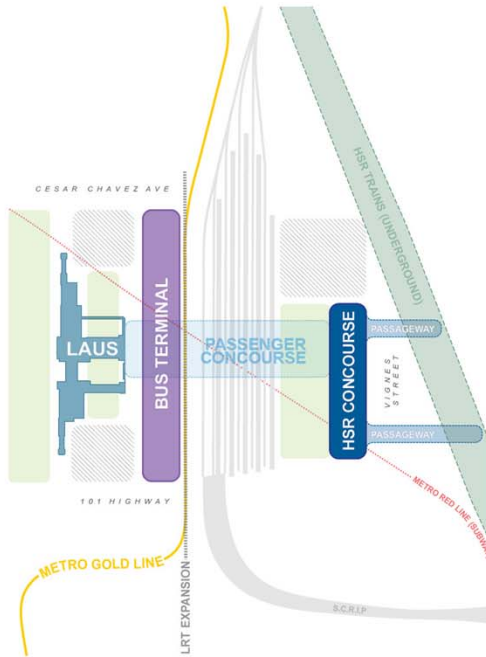 HSR TRAINS (UNDERGROUND)
CESAR CHAVEZ AVE
LAUS
BUS TERMINAL
PASSENGER
CONCOURSE
HSR CONCOURSE
PASSAGEWAY
VIGNES
STREET
PASSAGEWAY
101 HIGHWAY
METRO RED LINE (SUBWA
METRO GOLD LINE
LRT EXPANSION
S.C.R.I.P